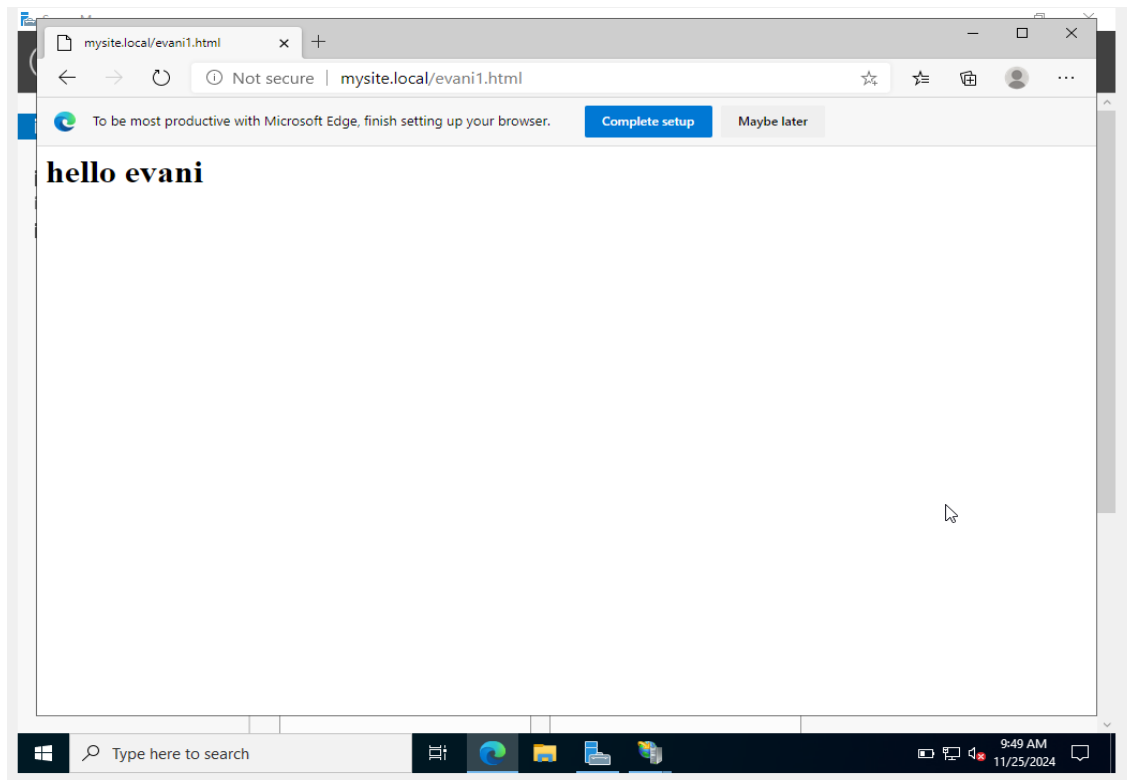 mysite.local/evani1.html
Not secure | mysite.local/evani1.html
To be most productive with Microsoft Edge, finish setting up your browser. Complete setup Maybe later
hello evani
Type here to search
9:49 AM
11/25/2024